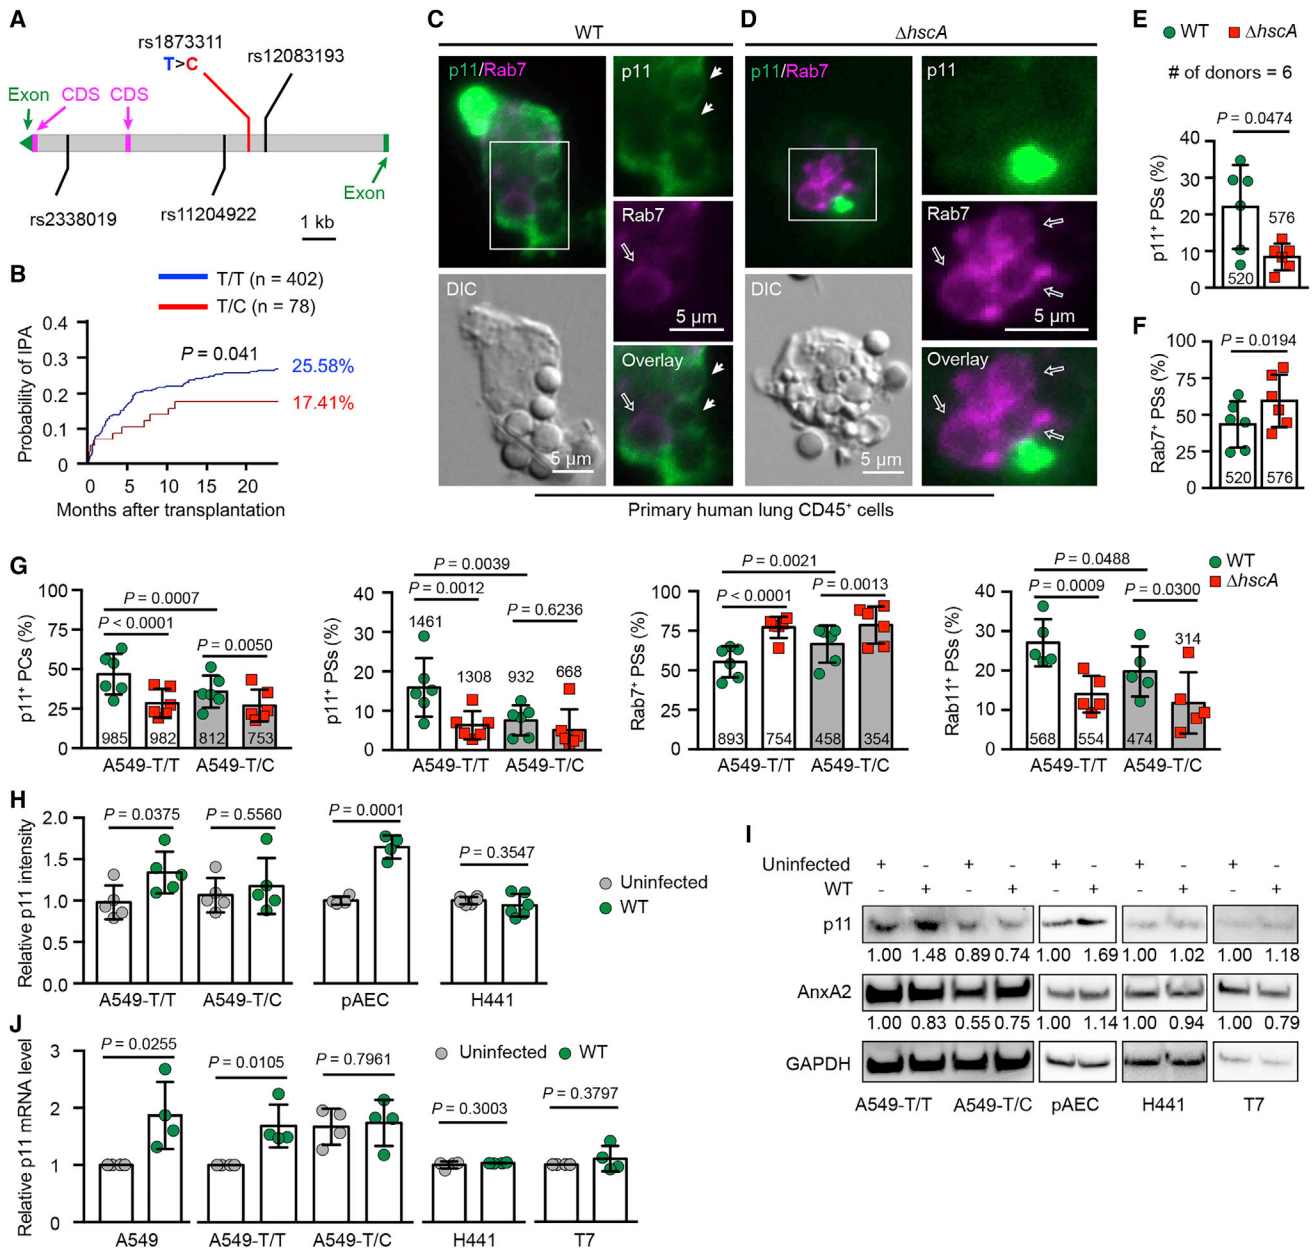 A
rs1873311
T>C
rs12083193
Exon
CDS
CDS
rs2338019
rs11204922
Exon
1 kb
B
T/T (n = 402)
T/C (n = 78)
Probability of IPA
0.4
0.3
0.2
0.1
0
P = 0.041
25.58%
17.41%
0 5 10 15 20
Months after transplantation
C
WT
p11/Rab7
p11
Rab7
5 μm
DIC
5 μm
Overlay
D
ΔhscA
p11/Rab7
p11
Rab7
5 μm
DIC
5 μm
Overlay
Primary human lung CD45⁺ cells
E
WT ΔhscA
# of donors = 6
P = 0.0474
p11⁺ PSs (%)
40
30
20
10
0
520
576
F
P = 0.0194
Rab7⁺ PSs (%)
100
75
50
25
0
520
576
G
p11⁺ PCs (%)
100
75
50
25
0
P = 0.0007
P < 0.0001
P = 0.0050
985 982 812 753
A549-T/T A549-T/C
p11⁺ PSs (%)
40
30
20
10
0
P = 0.0039
P = 0.0012
P = 0.6236
1461 1308 932 668
A549-T/T A549-T/C
Rab7⁺ PSs (%)
100
75
50
25
0
P = 0.0021
P < 0.0001
P = 0.0013
893 754 458 354
A549-T/T A549-T/C
Rab11⁺ PSs (%)
40
30
20
10
0
P = 0.0488
P = 0.0009
P = 0.0300
568 554 474 314
A549-T/T A549-T/C
WT
ΔhscA
H
Relative p11 intensity
2.0
1.5
1.0
0.5
0.0
P = 0.0375
P = 0.5560
P = 0.0001
P = 0.3547
A549-T/T A549-T/C pAEC H441
Uninfected
WT
I
Uninfected + - + - + - + - + -
WT - + - + - + - + - +
p11
1.00 1.48 0.89 0.74 1.00 1.69 1.00 1.02 1.00 1.18
AnxA2
1.00 0.83 0.55 0.75 1.00 1.14 1.00 0.94 1.00 0.79
GAPDH
A549-T/T A549-T/C pAEC H441 T7
J
Relative p11 mRNA level
3
2
1
0
P = 0.0255
P = 0.0105
P = 0.7961
P = 0.3003
P = 0.3797
Uninfected WT
A549 A549-T/T A549-T/C H441 T7